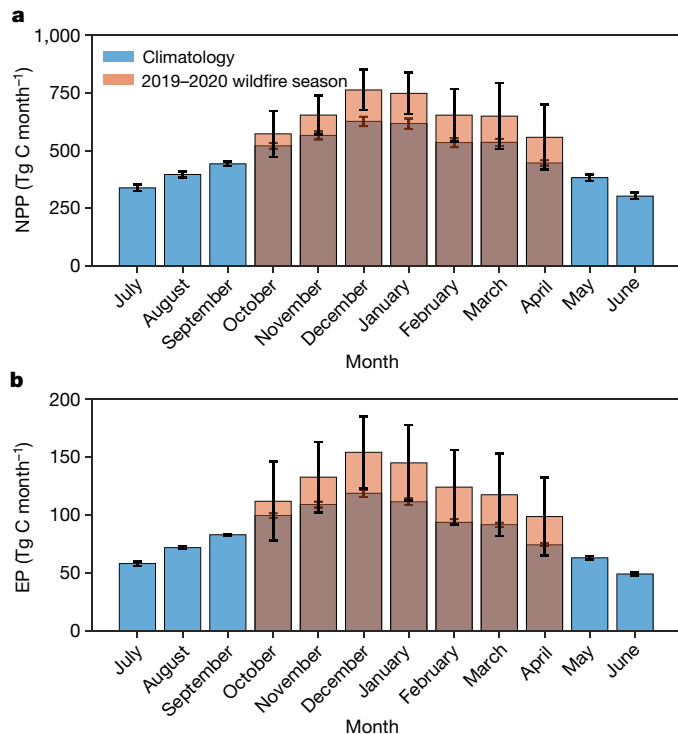 a
1,000
750
500
250
0
NPP (Tg C month⁻¹)
Climatology
2019–2020 wildfire season
July
August
September
October
November
December
January
February
March
April
May
June
Month
b
200
150
100
50
0
EP (Tg C month⁻¹)
July
August
September
October
November
December
January
February
March
April
May
June
Month